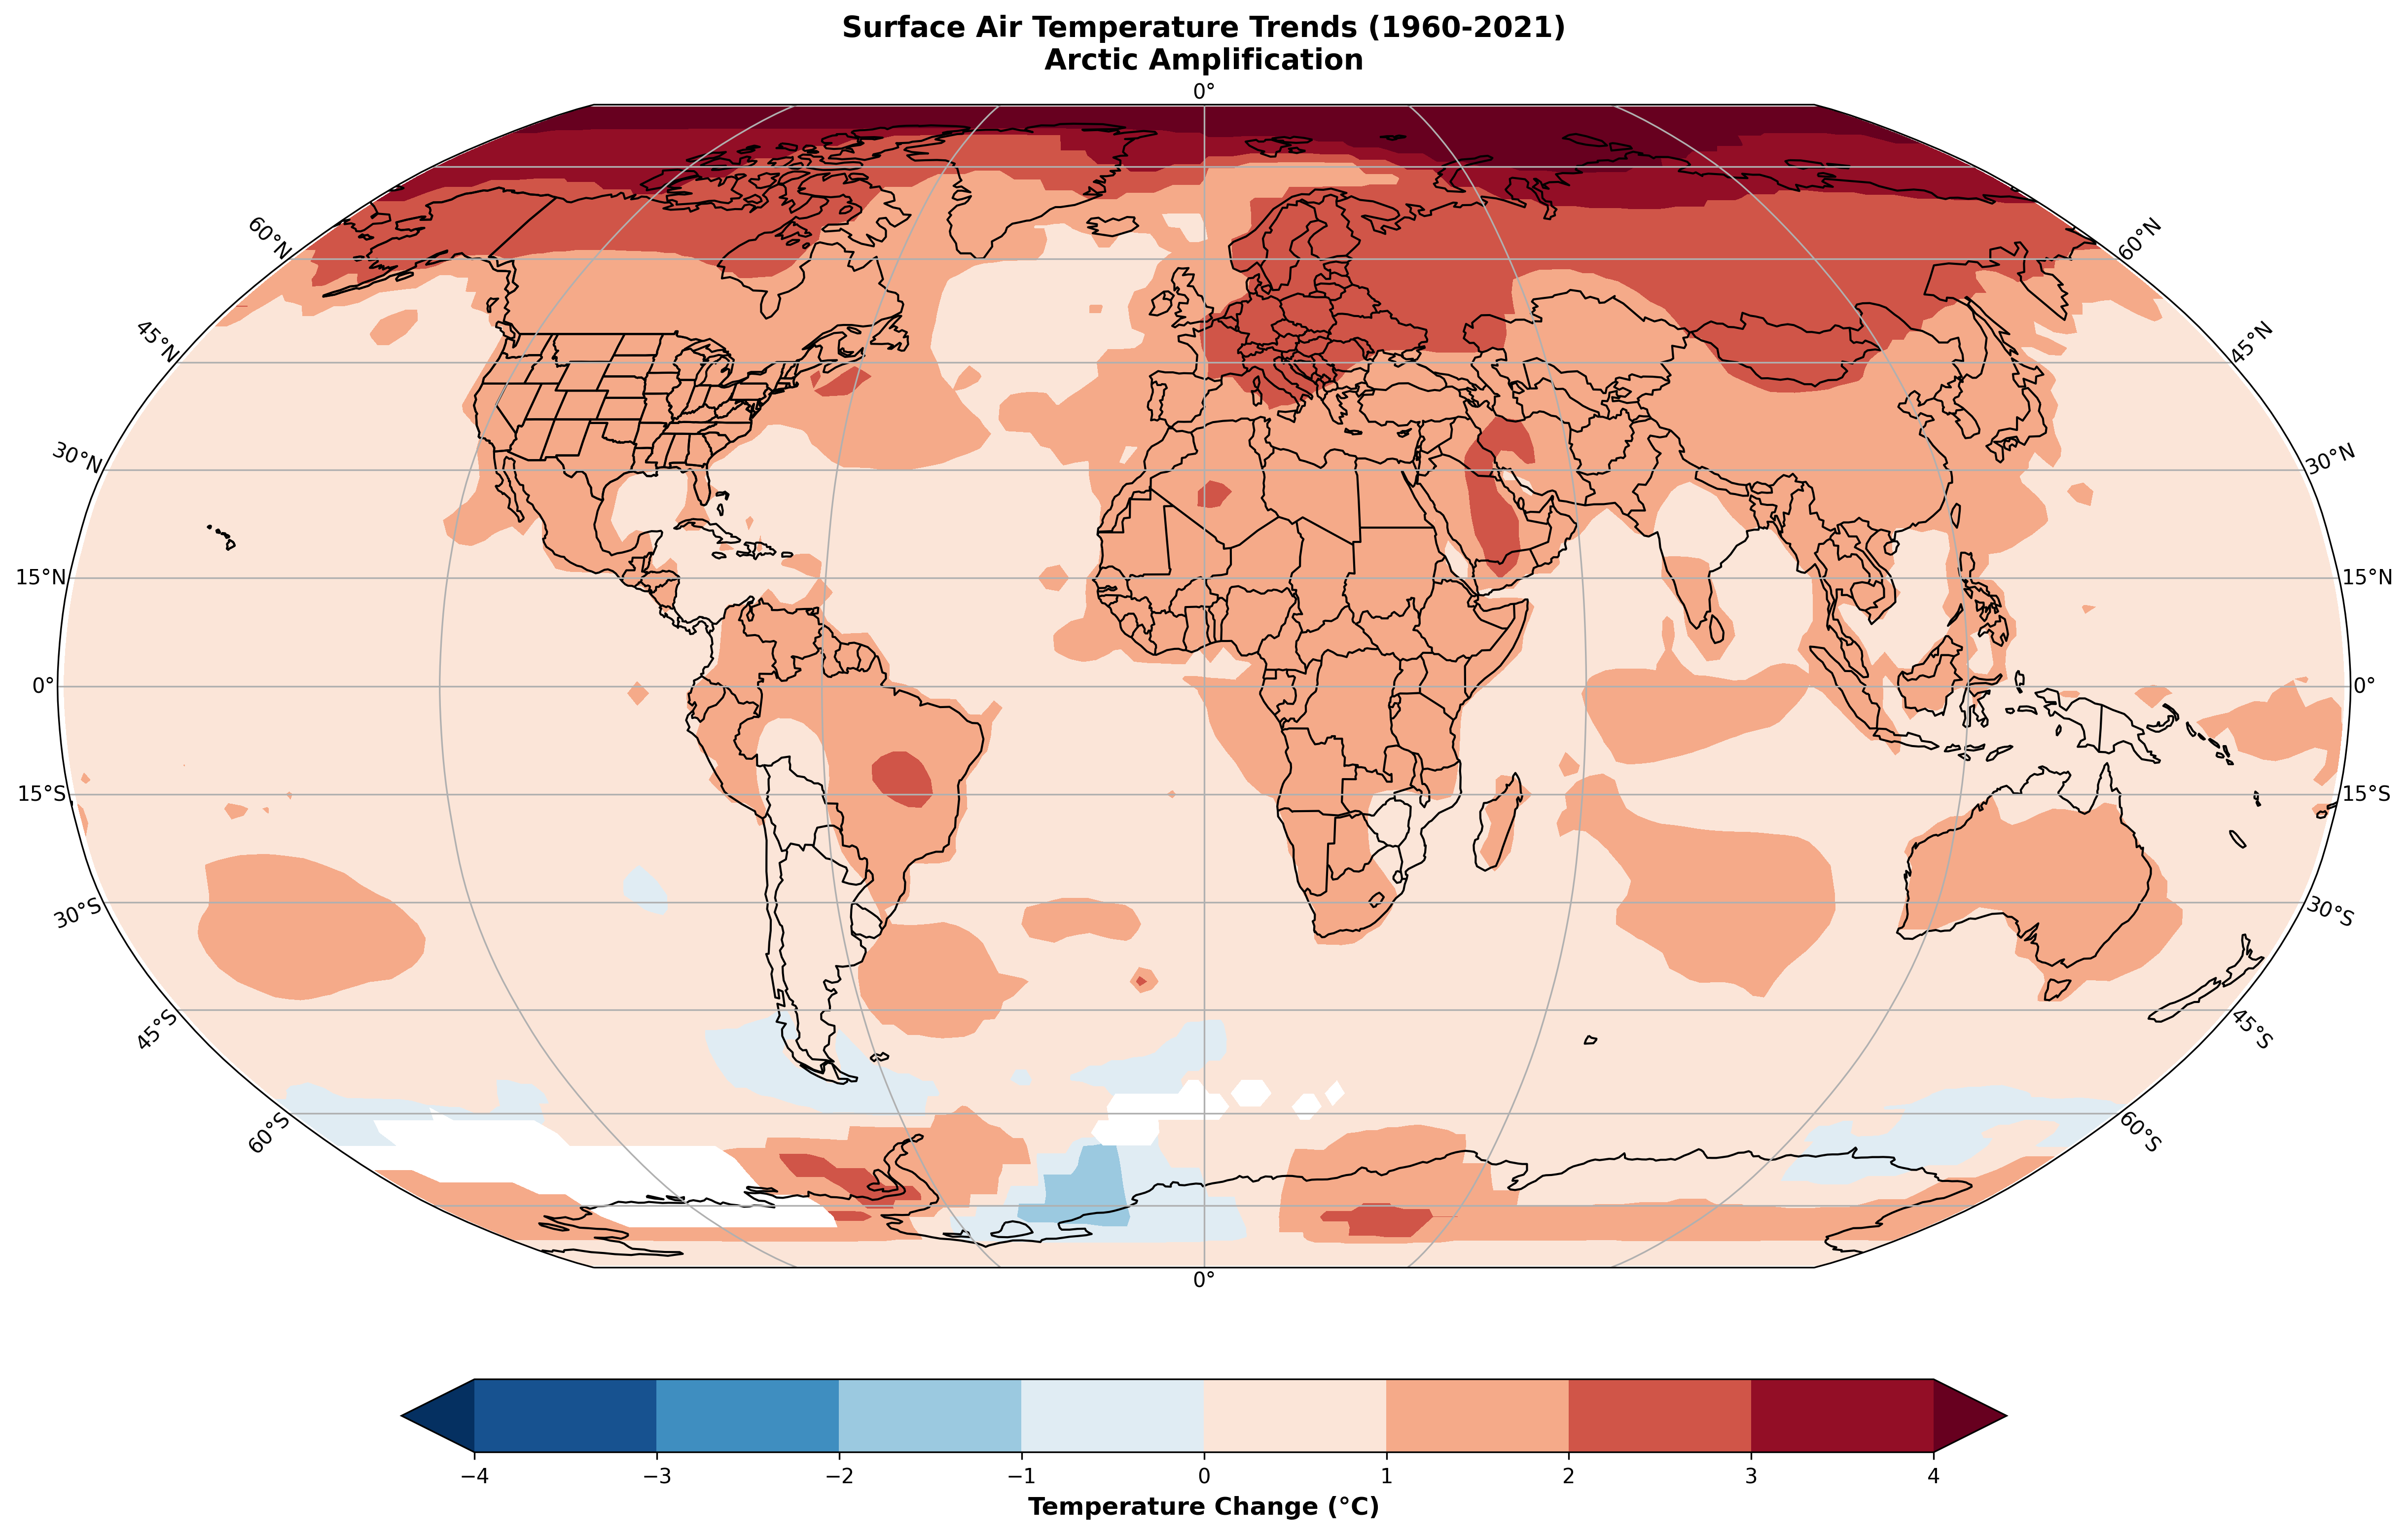 Surface Air Temperature Trends (1960-2021)
Arctic Amplification
0°
60°N
60°N
45°N
45°N
30°N
30°N
15°N
15°N
0°
0°
15°S
15°S
30°S
30°S
45°S
45°S
60°S
60°S
0°
−4 −3 −2 −1 0 1 2 3 4
Temperature Change (°C)